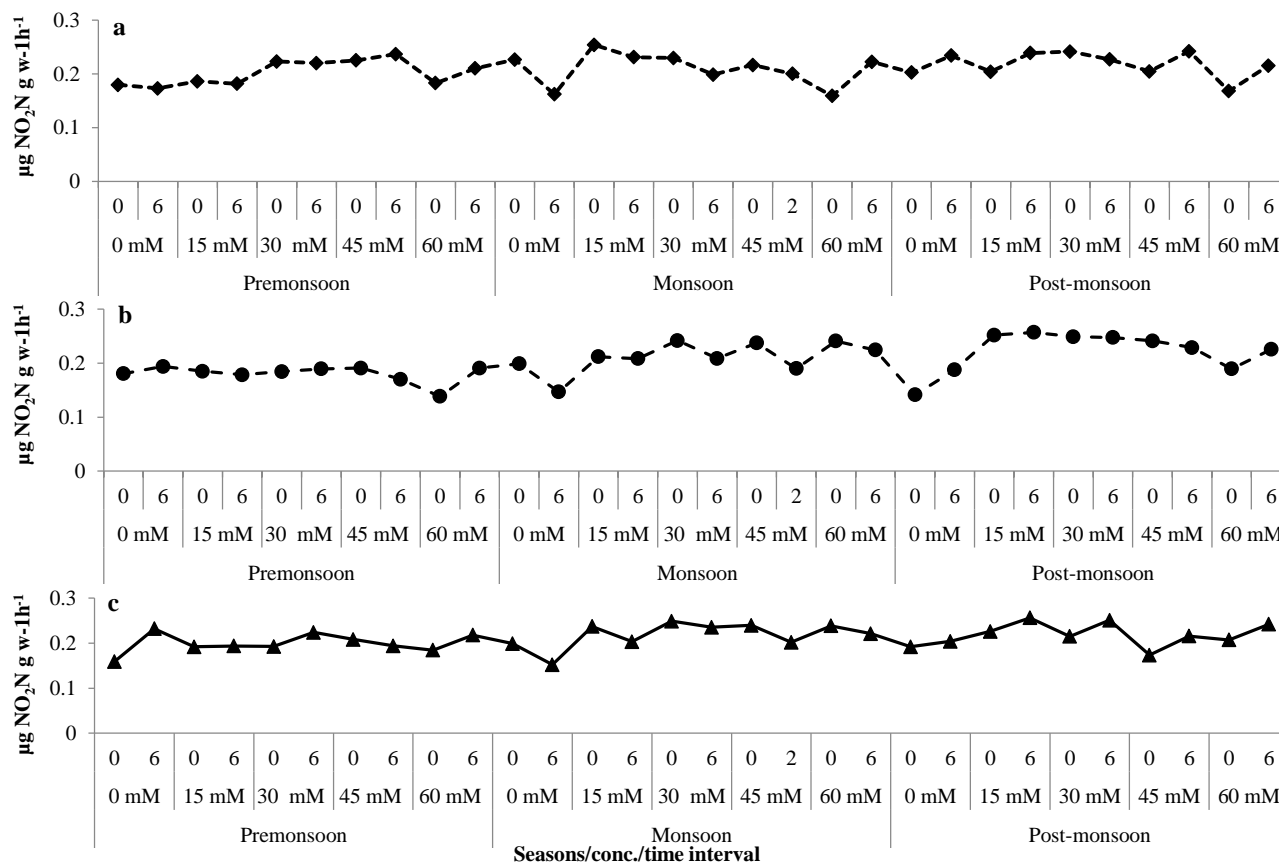 a
µg NO₂N g w-1h⁻¹
0.3
0.2
0.1
0
0 6 0 6 0 6 0 6 0 6 0 6 0 6 0 6 0 2 0 6 0 6 0 6 0 6 0 6 0 6
0 mM 15 mM 30 mM 45 mM 60 mM 0 mM 15 mM 30 mM 45 mM 60 mM 0 mM 15 mM 30 mM 45 mM 60 mM
Premonsoon Monsoon Post-monsoon
b
µg NO₂N g w-1h⁻¹
0.3
0.2
0.1
0
0 6 0 6 0 6 0 6 0 6 0 6 0 6 0 6 0 2 0 6 0 6 0 6 0 6 0 6 0 6
0 mM 15 mM 30 mM 45 mM 60 mM 0 mM 15 mM 30 mM 45 mM 60 mM 0 mM 15 mM 30 mM 45 mM 60 mM
Premonsoon Monsoon Post-monsoon
c
µg NO₂N g w-1h⁻¹
0.3
0.2
0.1
0
0 6 0 6 0 6 0 6 0 6 0 6 0 6 0 6 0 2 0 6 0 6 0 6 0 6 0 6 0 6
0 mM 15 mM 30 mM 45 mM 60 mM 0 mM 15 mM 30 mM 45 mM 60 mM 0 mM 15 mM 30 mM 45 mM 60 mM
Premonsoon Monsoon Post-monsoon
Seasons/conc./time interval